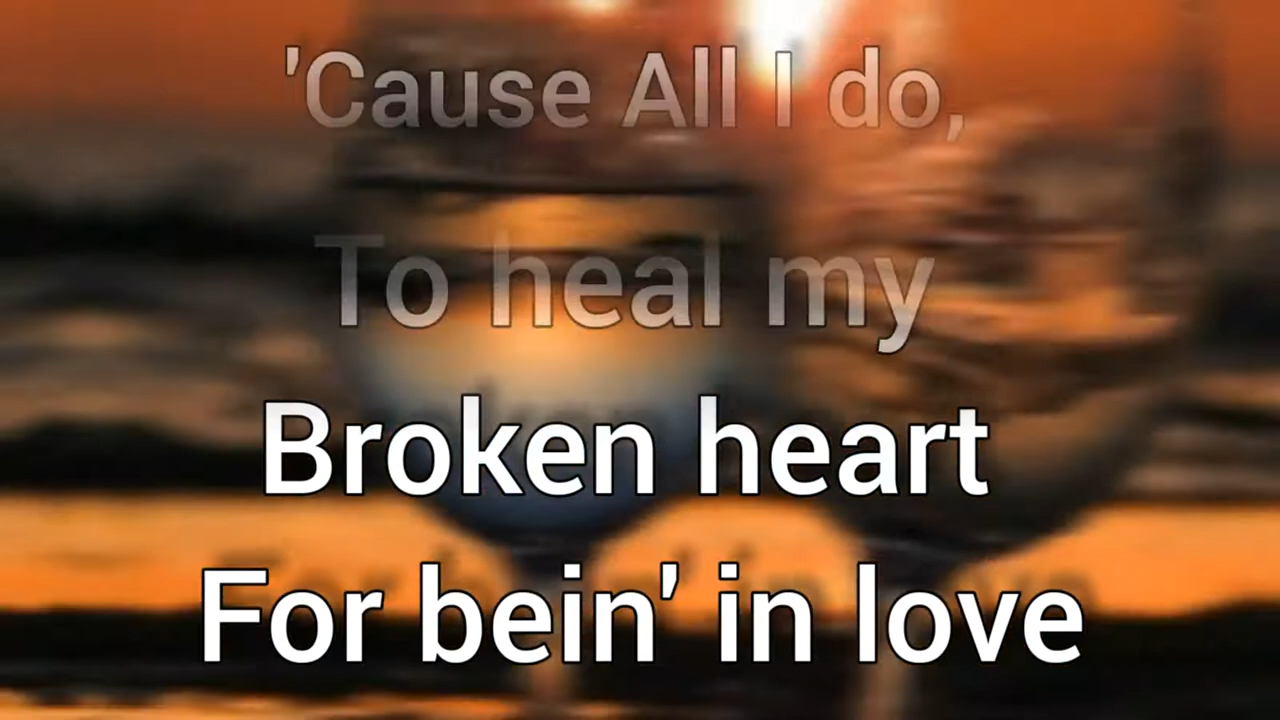 'Cause All I do,
To heal my
Broken heart
For bein' in love